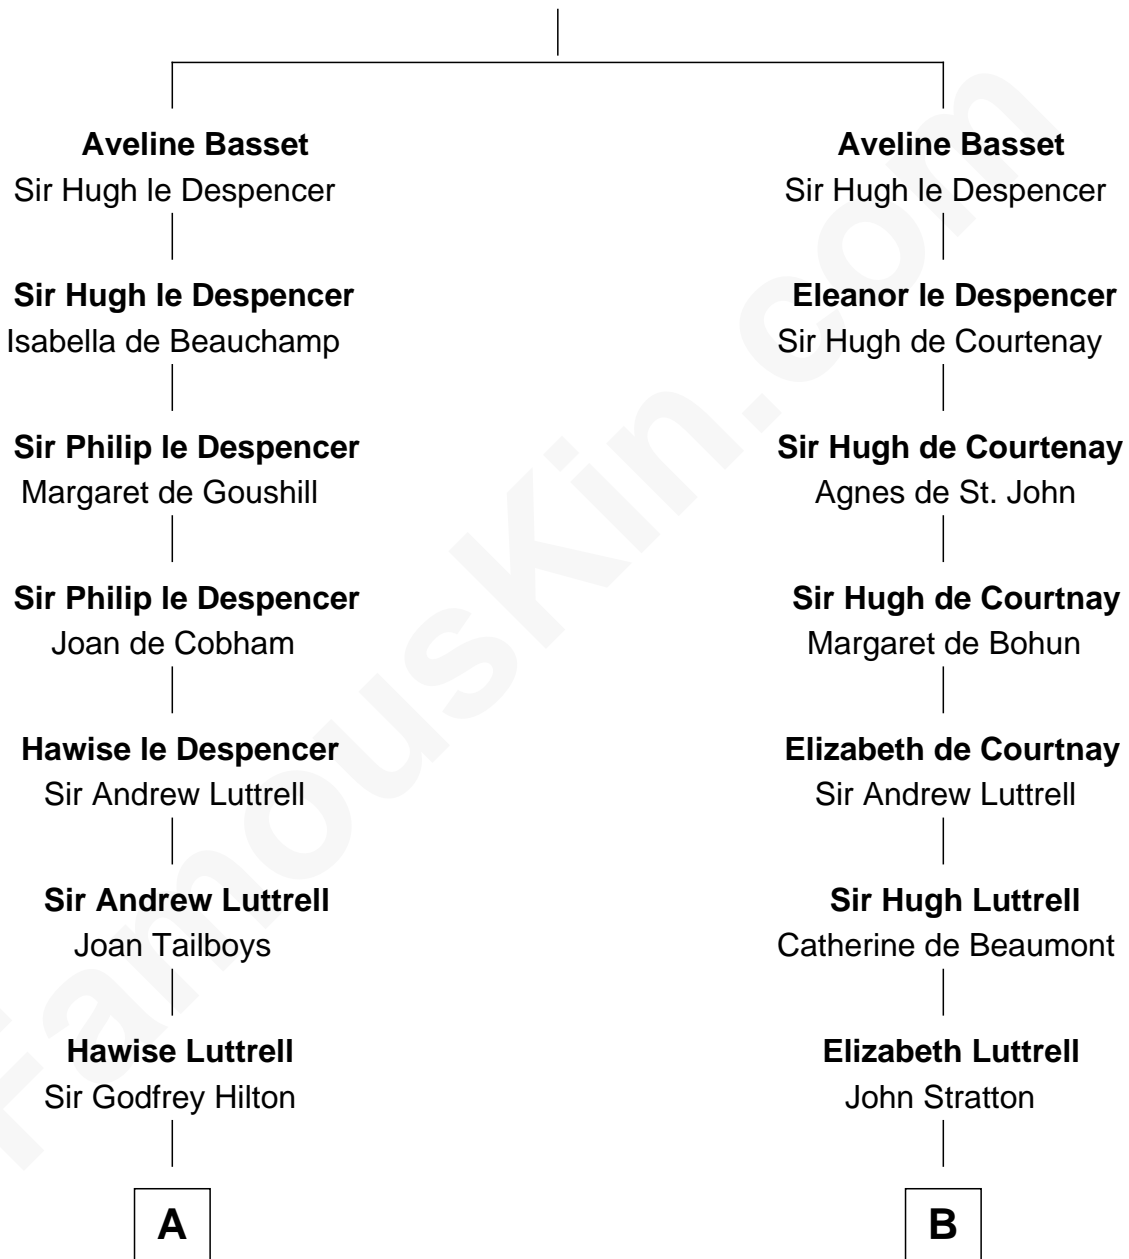 Aveline Basset
Sir Hugh le Despencer
Sir Hugh le Despencer
Isabella de Beauchamp
Sir Philip le Despencer
Margaret de Goushill
Sir Philip le Despencer
Joan de Cobham
Hawise le Despencer
Sir Andrew Luttrell
Sir Andrew Luttrell
Joan Tailboys
Hawise Luttrell
Sir Godfrey Hilton
A
Aveline Basset
Sir Hugh le Despencer
Eleanor le Despencer
Sir Hugh de Courtenay
Sir Hugh de Courtenay
Agnes de St. John
Sir Hugh de Courtnay
Margaret de Bohun
Elizabeth de Courtnay
Sir Andrew Luttrell
Sir Hugh Luttrell
Catherine de Beaumont
Elizabeth Luttrell
John Stratton
B
FamousKin.com